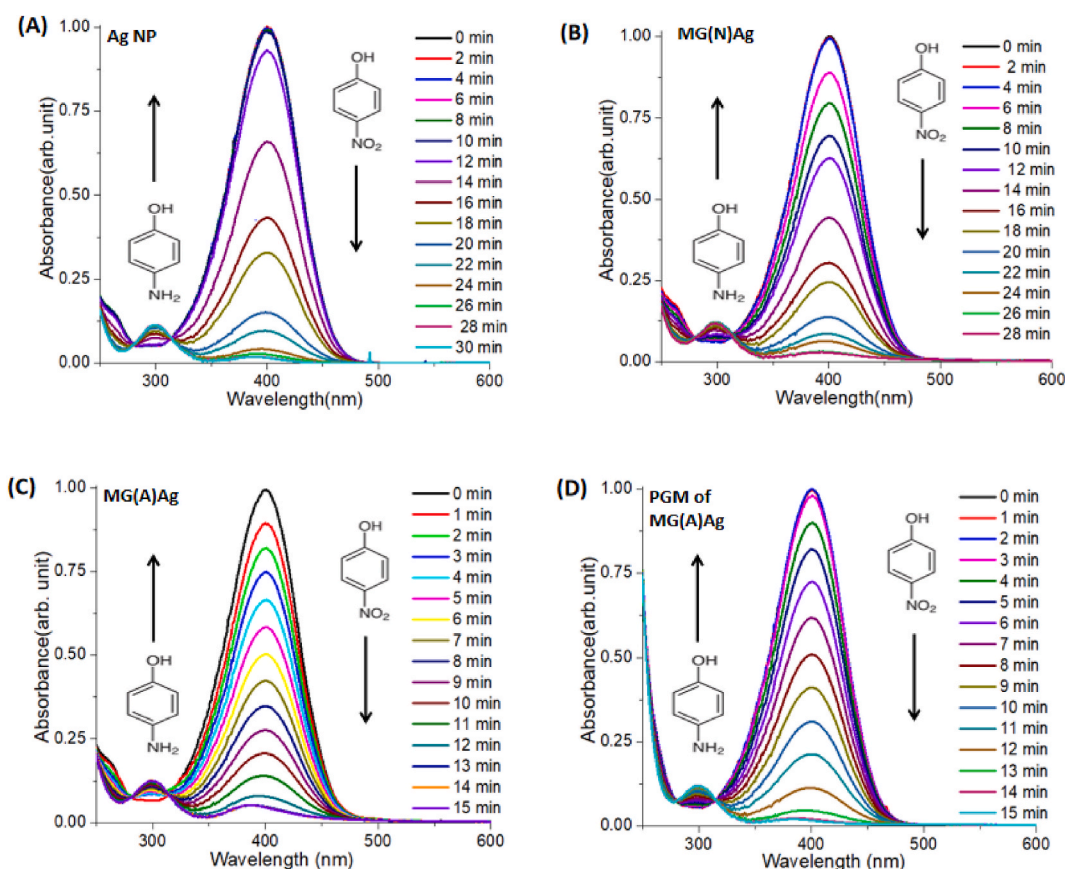 (A)
Ag NP
Absorbance(arb.unit)
1.00
0.75
0.50
0.25
0.00
300
400
500
600
Wavelength(nm)
OH
NH₂
OH
NO₂
0 min
2 min
4 min
6 min
8 min
10 min
12 min
14 min
16 min
18 min
20 min
22 min
24 min
26 min
28 min
30 min
(B)
MG(N)Ag
Absorbance(arb.unit)
1.00
0.75
0.50
0.25
0.00
300
400
500
600
Wavelength(nm)
OH
NH₂
OH
NO₂
0 min
2 min
4 min
6 min
8 min
10 min
12 min
14 min
16 min
18 min
20 min
22 min
24 min
26 min
28 min
(C)
MG(A)Ag
Absorbance(arb. unit)
1.00
0.75
0.50
0.25
0.00
300
400
500
600
Wavelength (nm)
OH
NH₂
OH
NO₂
0 min
1 min
2 min
3 min
4 min
5 min
6 min
7 min
8 min
9 min
10 min
11 min
12 min
13 min
14 min
15 min
(D)
PGM of
MG(A)Ag
Absorbance(arb. unit)
1.00
0.75
0.50
0.25
0.00
300
400
500
600
Wavelength (nm)
OH
NH₂
OH
NO₂
0 min
1 min
2 min
3 min
4 min
5 min
6 min
7 min
8 min
9 min
10 min
11 min
12 min
13 min
14 min
15 min